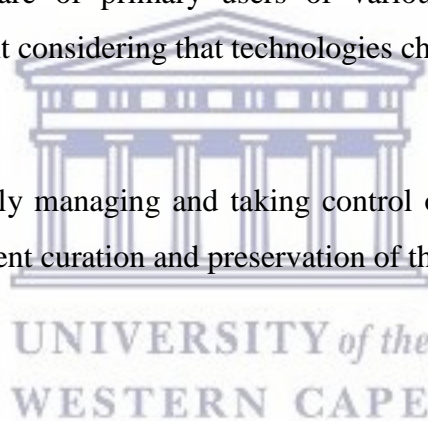 are of primary users of variou
t considering that technologies ch
ly managing and taking control o
ent curation and preservation of th
UNIVERSITY of the
WESTERN CAPE